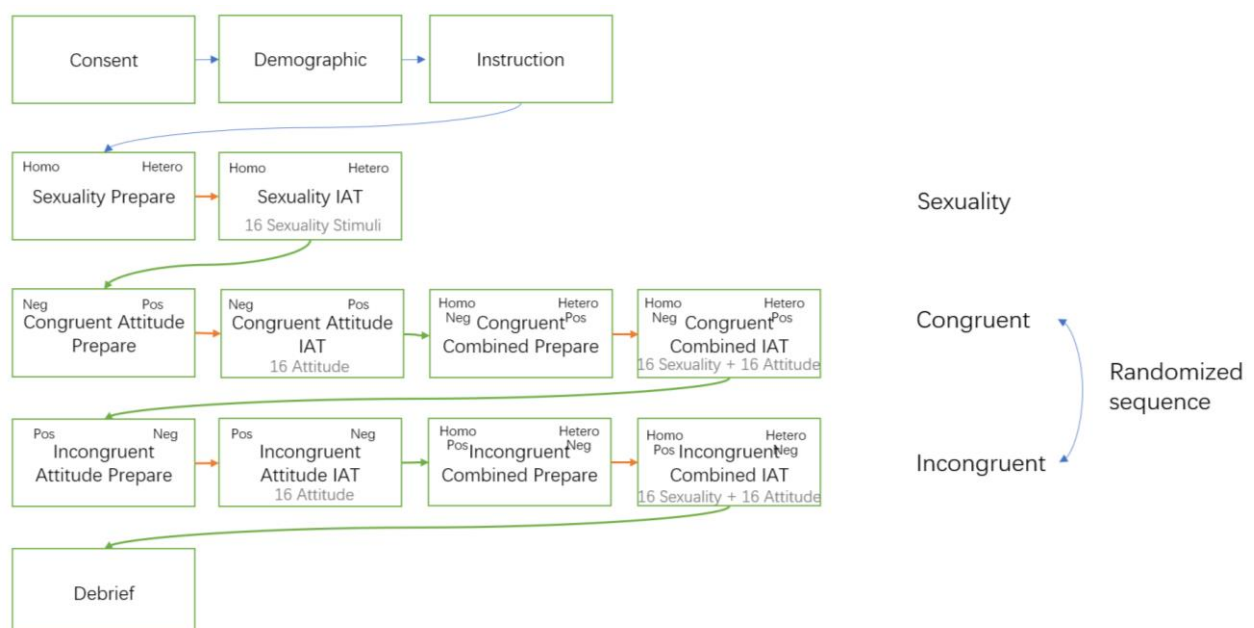 Consent
Demographic
Instruction
Homo Hetero
Sexuality Prepare
Homo Hetero
Sexuality IAT
16 Sexuality Stimuli
Sexuality
Neg Pos
Congruent Attitude
Prepare
Neg Pos
Congruent Attitude
IAT
16 Attitude
Homo Hetero
Neg Pos
Congruent
Combined Prepare
Homo Hetero
Neg Pos
Congruent
Combined IAT
16 Sexuality + 16 Attitude
Congruent
Randomized
sequence
Pos Neg
Incongruent
Attitude Prepare
Pos Neg
Incongruent
Attitude IAT
16 Attitude
Homo Hetero
Pos Neg
Incongruent
Combined Prepare
Homo Hetero
Pos Neg
Incongruent
Combined IAT
16 Sexuality + 16 Attitude
Incongruent
Debrief